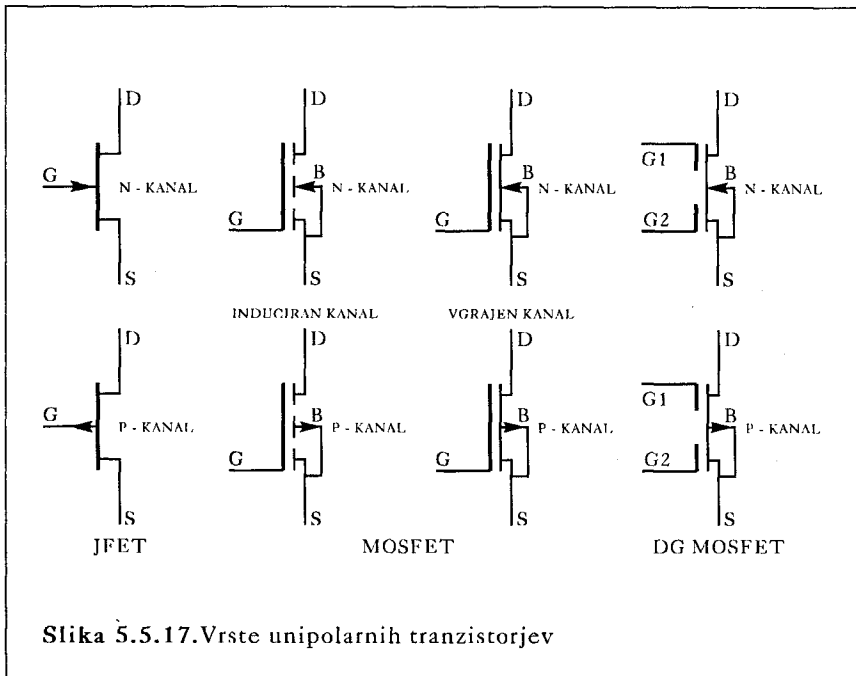 D D D D
G N - KANAL B N - KANAL B N - KANAL G1 B N - KANAL
G G G2
S S S S
INDUCIRAN KANAL VGRAJEN KANAL
D D D D
G P - KANAL B P - KANAL B P - KANAL G1 B P - KANAL
G G G2
S S S S
JFET MOSFET DG MOSFET
Slika 5.5.17.Vrste unipolarnih tranzistorjev